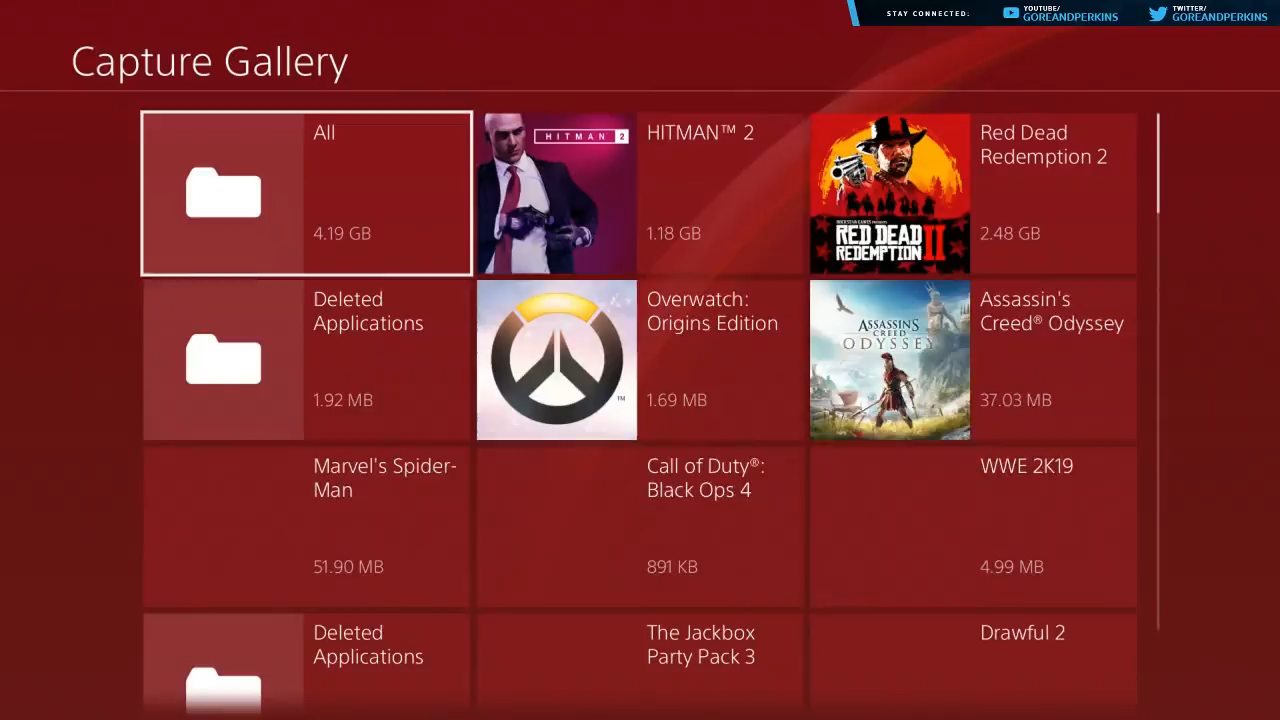 STAY CONNECTED:
YOUTUBE/
GOREANDPERKINS
TWITTER/
GOREANDPERKINS
Capture Gallery
All
4.19 GB
HITMAN 2
HITMAN™ 2
1.18 GB
ROCKSTAR GAMES PRESENTS
RED DEAD
REDEMPTION II
Red Dead
Redemption 2
2.48 GB
Deleted
Applications
1.92 MB
™
Overwatch:
Origins Edition
1.69 MB
ASSASSIN'S
CREED
ODYSSEY
Assassin's
Creed® Odyssey
37.03 MB
Marvel's Spider-
Man
51.90 MB
Call of Duty®:
Black Ops 4
891 KB
WWE 2K19
4.99 MB
Deleted
Applications
The Jackbox
Party Pack 3
Drawful 2